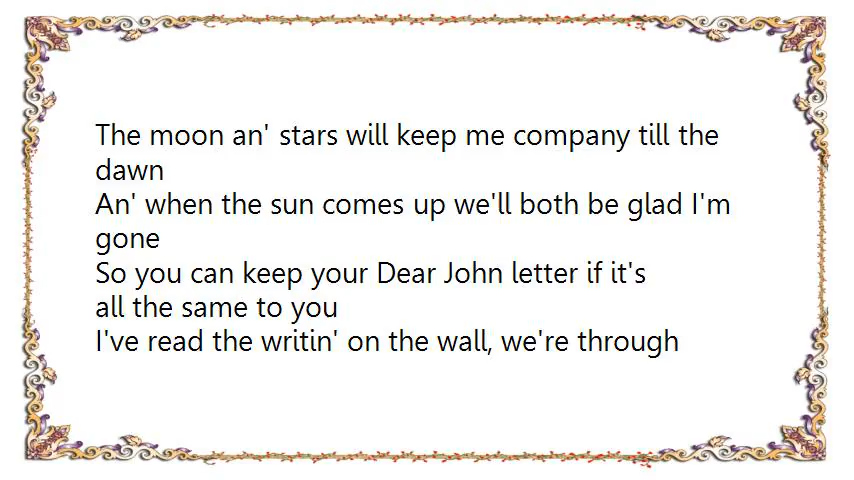 The moon an' stars will keep me company till the
dawn
An' when the sun comes up we'll both be glad I'm
gone
So you can keep your Dear John letter if it's
all the same to you
I've read the writin' on the wall, we're through